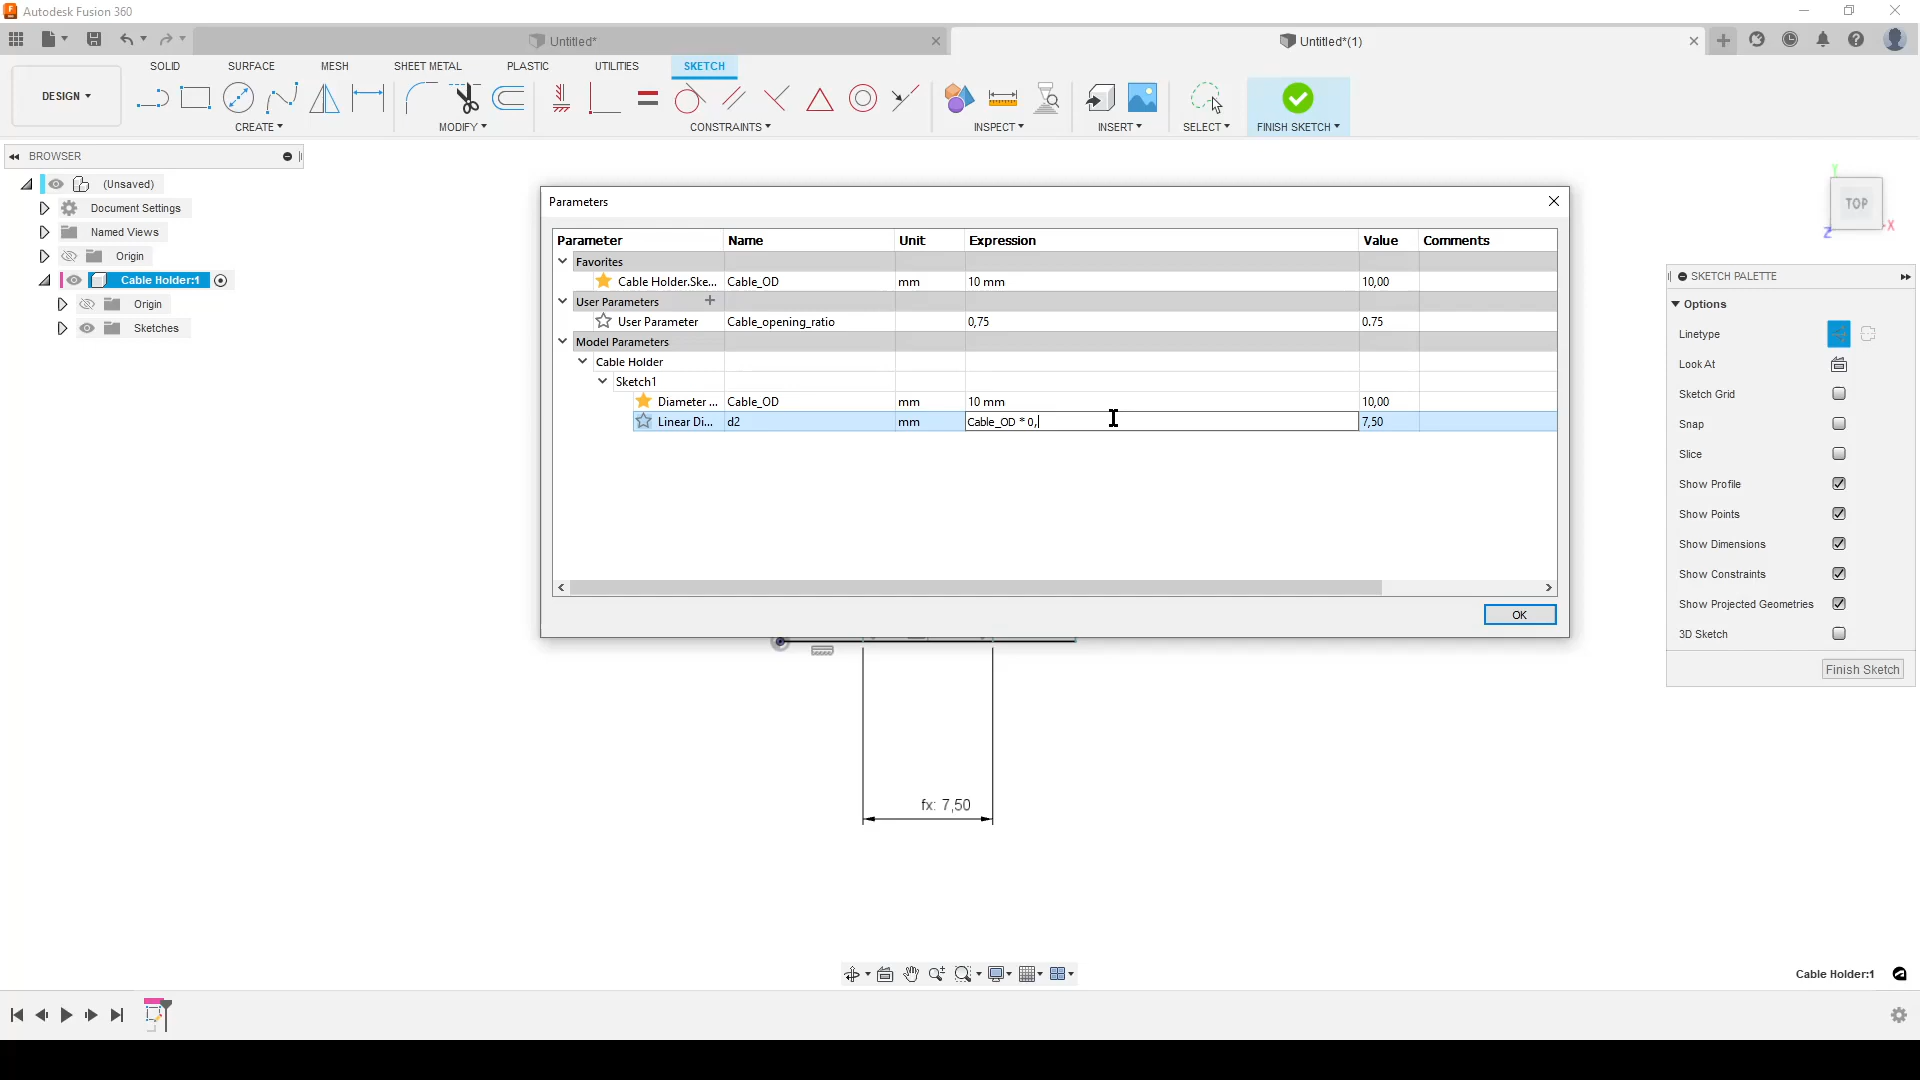 Autodesk Fusion 360
Untitled*
Untitled*(1)
SOLID SURFACE MESH SHEET METAL PLASTIC UTILITIES SKETCH
DESIGN
CREATE MODIFY CONSTRAINTS INSPECT INSERT SELECT FINISH SKETCH
BROWSER
(Unsaved)
Document Settings
Named Views
Origin
Cable Holder:1
Origin
Sketches
Parameters
Parameter Name Unit Expression Value Comments
Favorites
Cable Holder.Ske... Cable_OD mm 10 mm 10,00
User Parameters
User Parameter Cable_opening_ratio 0,75 0.75
Model Parameters
Cable Holder
Sketch1
Diameter ... Cable_OD mm 10 mm 10,00
Linear Di... d2 mm Cable_OD * 0, 7,50
OK
fx: 7,50
TOP
Y
X
Z
SKETCH PALETTE
Options
Linetype
Look At
Sketch Grid
Snap
Slice
Show Profile
Show Points
Show Dimensions
Show Constraints
Show Projected Geometries
3D Sketch
Finish Sketch
Cable Holder:1